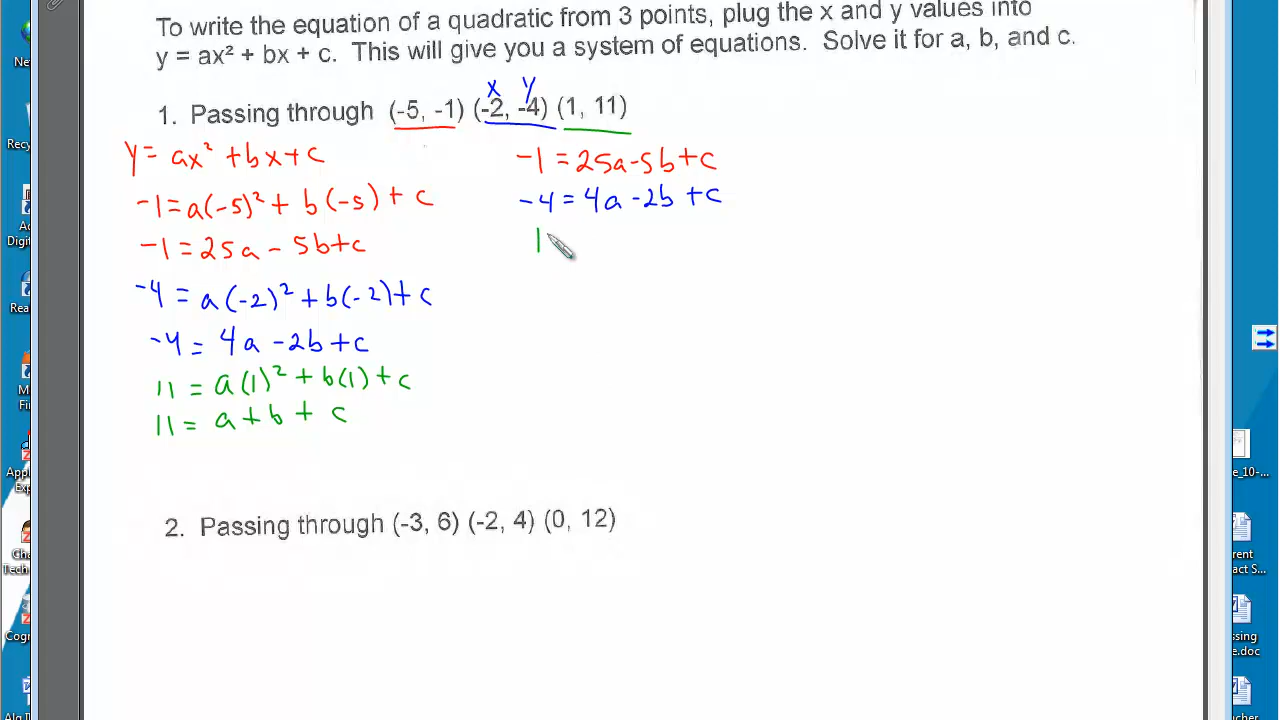 To write the equation of a quadratic from 3 points, plug the x and y values into
y = ax² + bx + c. This will give you a system of equations. Solve it for a, b, and c.
x y
1. Passing through (-5, -1) (-2, -4) (1, 11)
y = ax² + bx + c
-1 = a(-5)² + b(-5) + c
-1 = 25a - 5b + c
-4 = a(-2)² + b(-2) + c
-4 = 4a - 2b + c
11 = a(1)² + b(1) + c
11 = a + b + c
-1 = 25a - 5b + c
-4 = 4a - 2b + c
1
2. Passing through (-3, 6) (-2, 4) (0, 12)